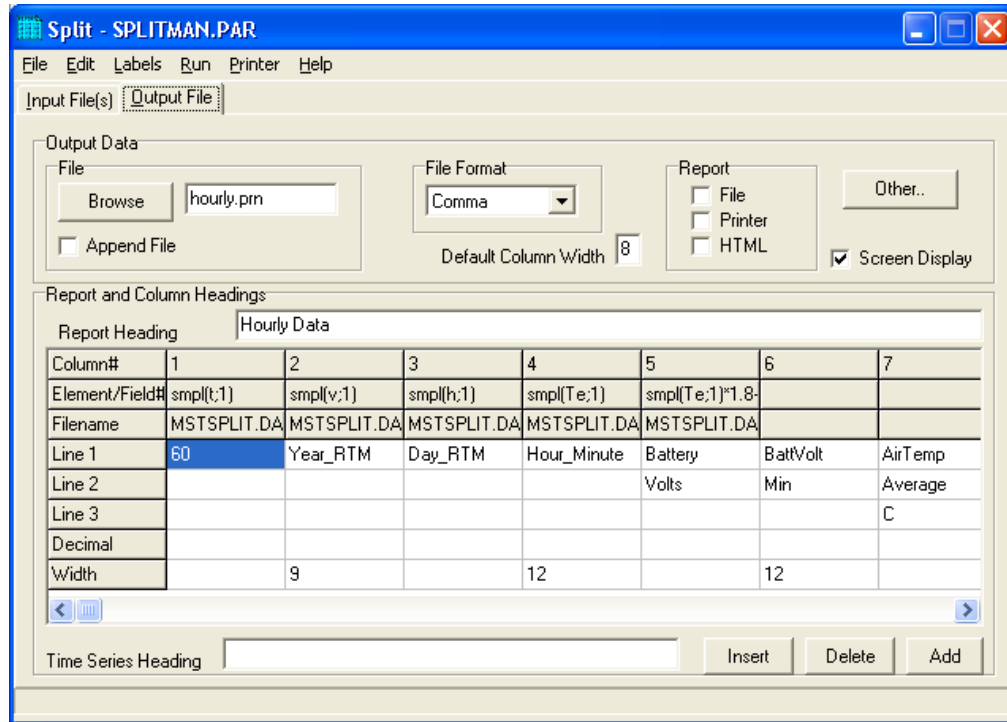 Split - SPLITMAN.PAR
File Edit Labels Run Printer Help
Input File(s) Output File
Output Data
File
Browse hourly.prn
Append File
File Format
Comma
Default Column Width 8
Report
File
Printer
HTML
Other..
Screen Display
Report and Column Headings
Report Heading Hourly Data
Column# 1 2 3 4 5 6 7
Element/Field# smpl(t;1) smpl(v;1) smpl(h;1) smpl(Te;1) smpl(Te;1)*1.8-
Filename MSTSPLIT.DA MSTSPLIT.DA MSTSPLIT.DA MSTSPLIT.DA MSTSPLIT.DA
Line 1 60 Year_RTM Day_RTM Hour_Minute Battery BattVolt AirTemp
Line 2 Volts Min Average
Line 3 C
Decimal
Width 9 12 12
Time Series Heading
Insert Delete Add